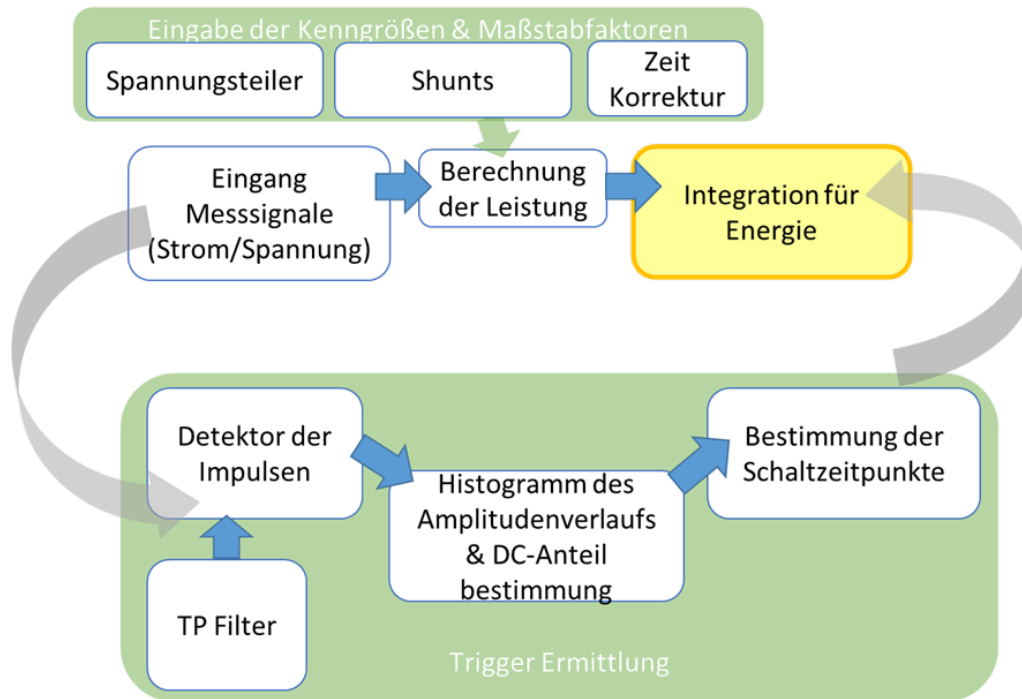 Eingabe der Kenngrößen & Maßstabfaktoren
Spannungsteiler
Shunts
Zeit
Korrektur
Eingang
Messsignale
(Strom/Spannung)
Berechnung
der Leistung
Integration für
Energie
Detektor der
Impulsen
Histogramm des
Amplitudenverlaufs
& DC-Anteil
bestimmung
Bestimmung der
Schaltzeitpunkte
TP Filter
Trigger Ermittlung